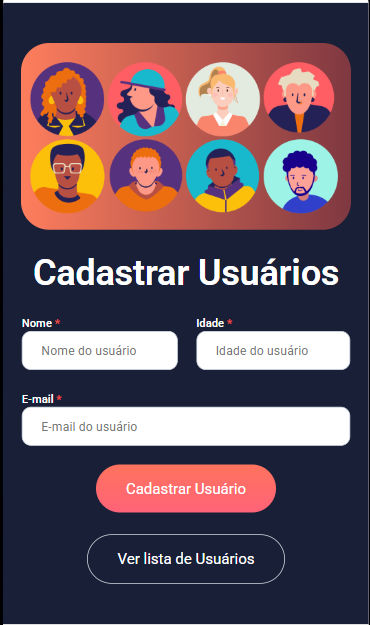 Cadastrar Usuários
Nome * Idade *
Nome do usuário Idade do usuário
E-mail *
E-mail do usuário
Cadastrar Usuário
Ver lista de Usuários